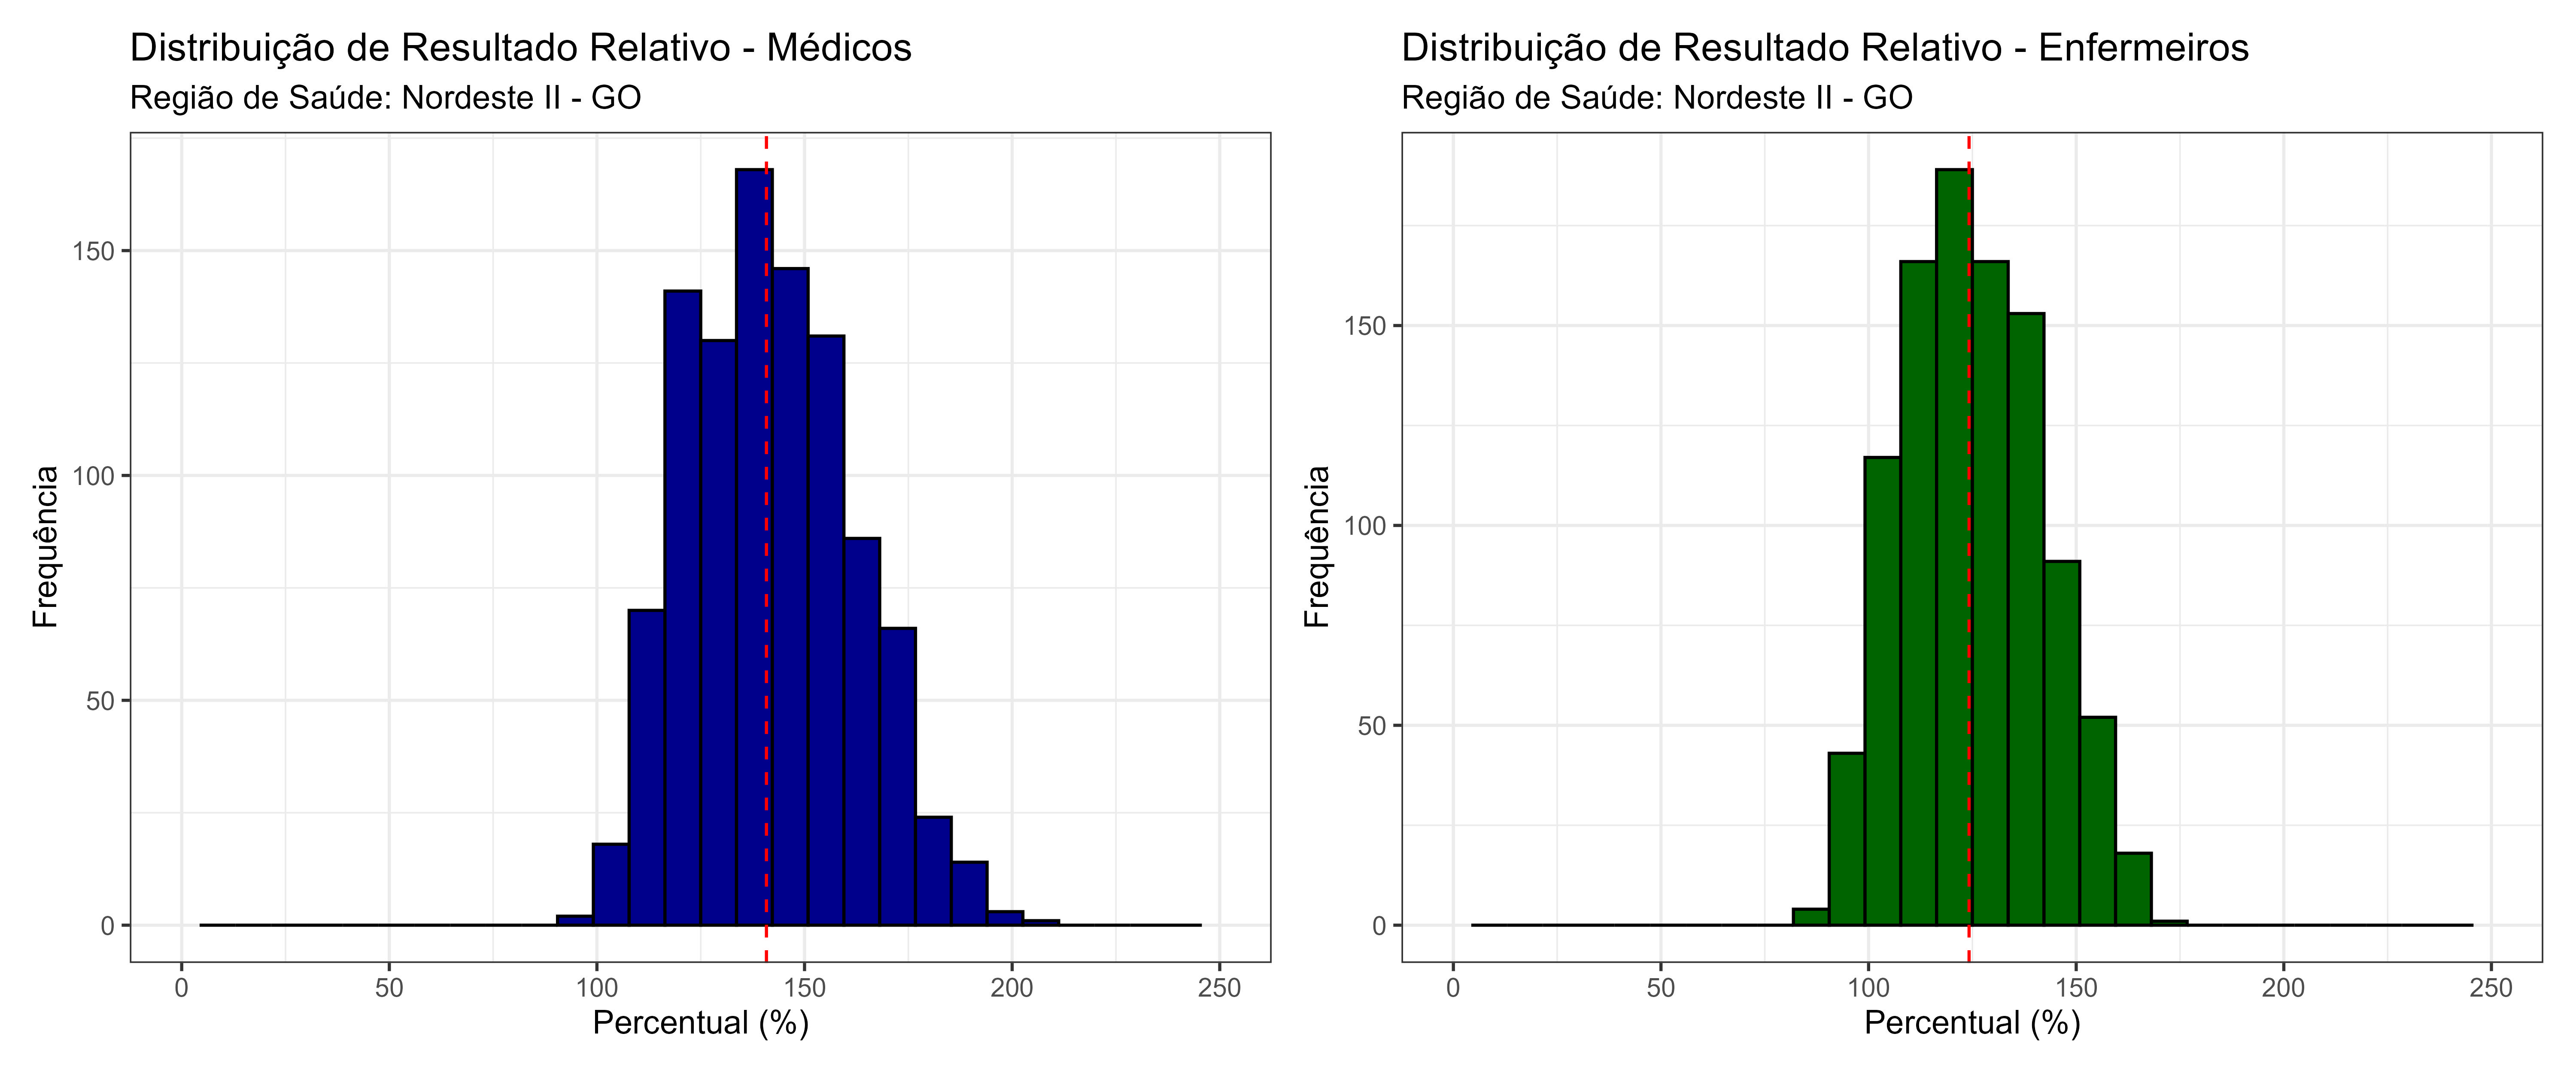 Distribuição de Resultado Relativo - Médicos
Região de Saúde: Nordeste II - GO
Frequência
150
100
50
0
0 50 100 150 200 250
Percentual (%)
Distribuição de Resultado Relativo - Enfermeiros
Região de Saúde: Nordeste II - GO
Frequência
150
100
50
0
0 50 100 150 200 250
Percentual (%)